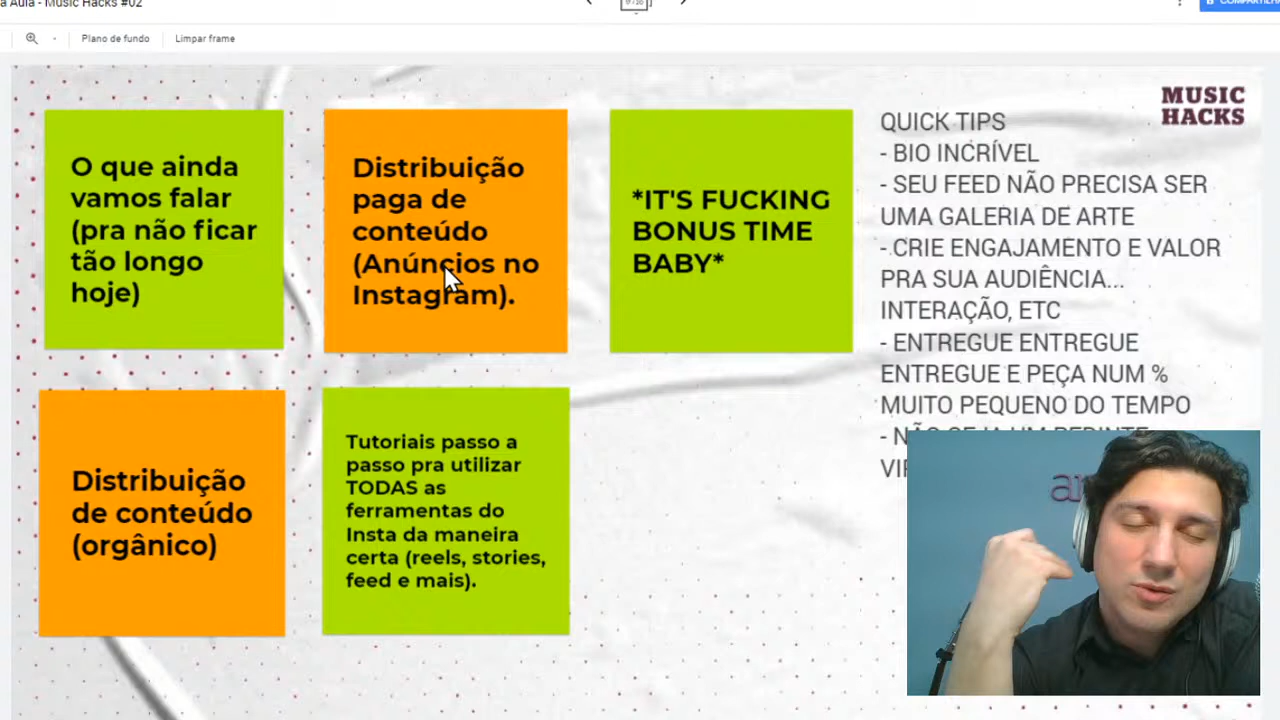 a Aula - Music Hacks #02
Plano de fundo
Limpar frame
MUSIC
HACKS
O que ainda
vamos falar
(pra não ficar
tão longo
hoje)
Distribuição
paga de
conteúdo
(Anúncios no
Instagram).
*IT'S FUCKING
BONUS TIME
BABY*
QUICK TIPS
- BIO INCRÍVEL
- SEU FEED NÃO PRECISA SER
UMA GALERIA DE ARTE
- CRIE ENGAJAMENTO E VALOR
PRA SUA AUDIÊNCIA...
INTERAÇÃO, ETC
- ENTREGUE ENTREGUE
ENTREGUE E PEÇA NUM %
MUITO PEQUENO DO TEMPO
Distribuição
de conteúdo
(orgânico)
Tutoriais passo a
passo pra utilizar
TODAS as
ferramentas do
Insta da maneira
certa (reels, stories,
feed e mais).